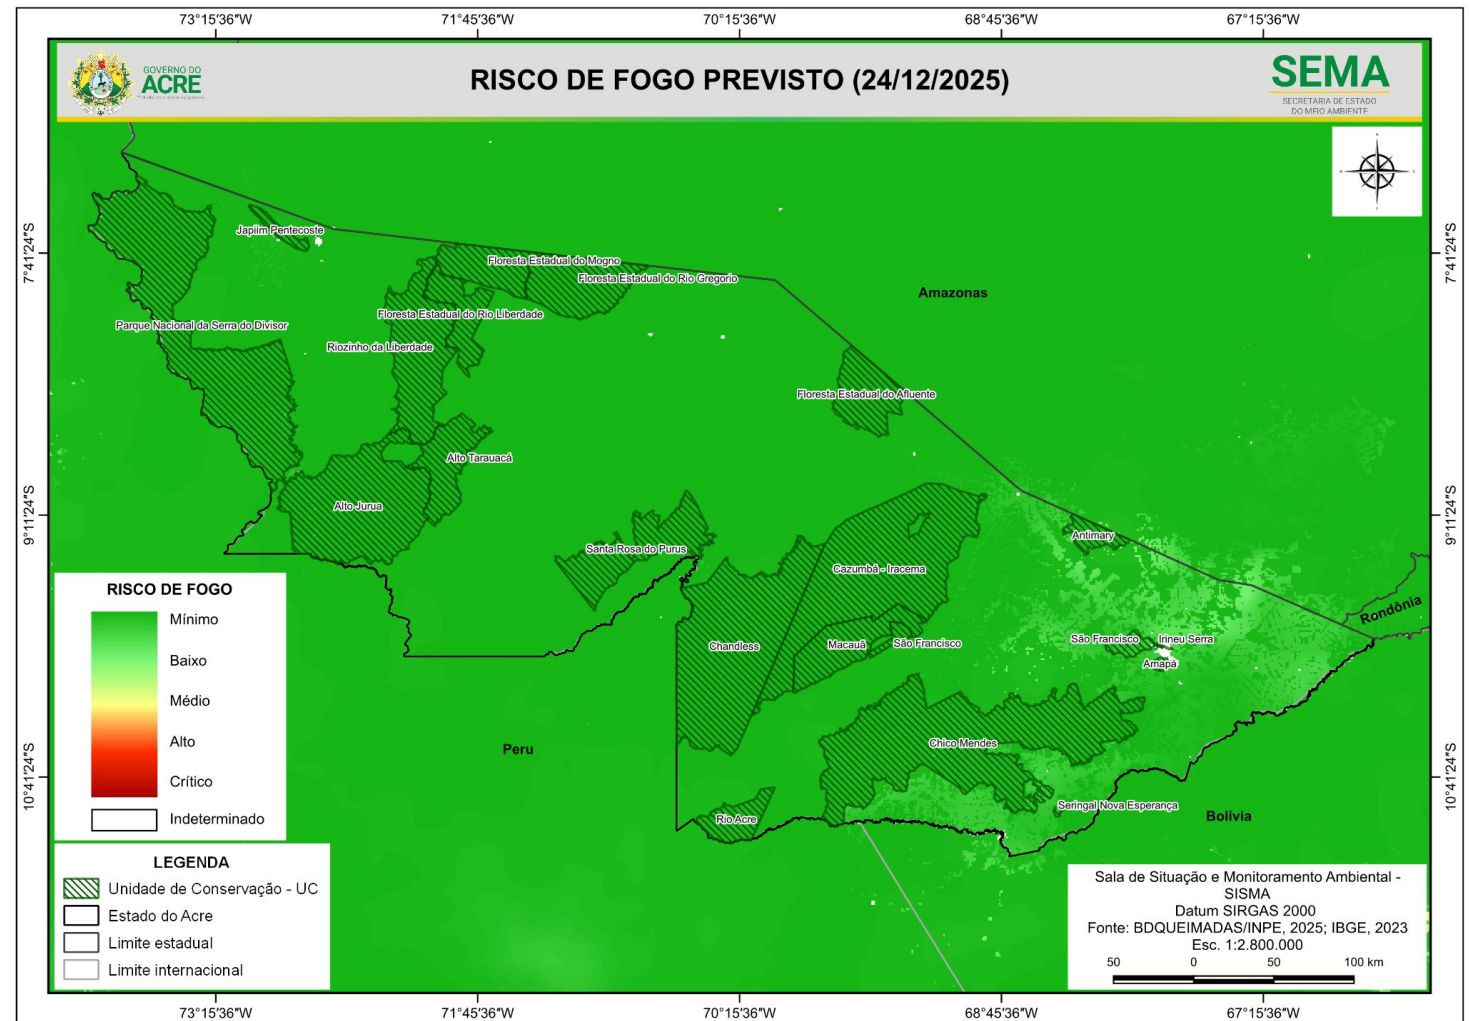 73°15'36"W 71°45'36"W 70°15'36"W 68°45'36"W 67°15'36"W
GOVERNO DO
ACRE
RISCO DE FOGO PREVISTO (24/12/2025)
SEMA
SECRETARIA DE ESTADO
DO MEIO AMBIENTE
7°41'24"S
7°41'24"S
Japiim Pentecoste
Floresta Estadual do Mogno
Floresta Estadual do Rio Gregorio
Amazonas
Floresta Estadual do Rio Liberdade
Parque Nacional da Serra do Divisor
Riozinho da Liberdade
Floresta Estadual do Afluente
Alto Tarauacá
Alto Jurua
9°11'24"S
9°11'24"S
Antimary
Santa Rosa do Purus
Cazumbá - Iracema
Rondônia
Chandless
Macauã
São Francisco
São Francisco
Irineu Serra
Amapá
Peru
Chico Mendes
10°41'24"S
10°41'24"S
Seringal Nova Esperança
Bolívia
Rio Acre
RISCO DE FOGO
Mínimo
Baixo
Médio
Alto
Crítico
Indeterminado
LEGENDA
Unidade de Conservação - UC
Estado do Acre
Limite estadual
Limite internacional
Sala de Situação e Monitoramento Ambiental -
SISMA
Datum SIRGAS 2000
Fonte: BDQUEIMADAS/INPE, 2025; IBGE, 2023
Esc. 1:2.800.000
50 0 50 100 km
73°15'36"W 71°45'36"W 70°15'36"W 68°45'36"W 67°15'36"W